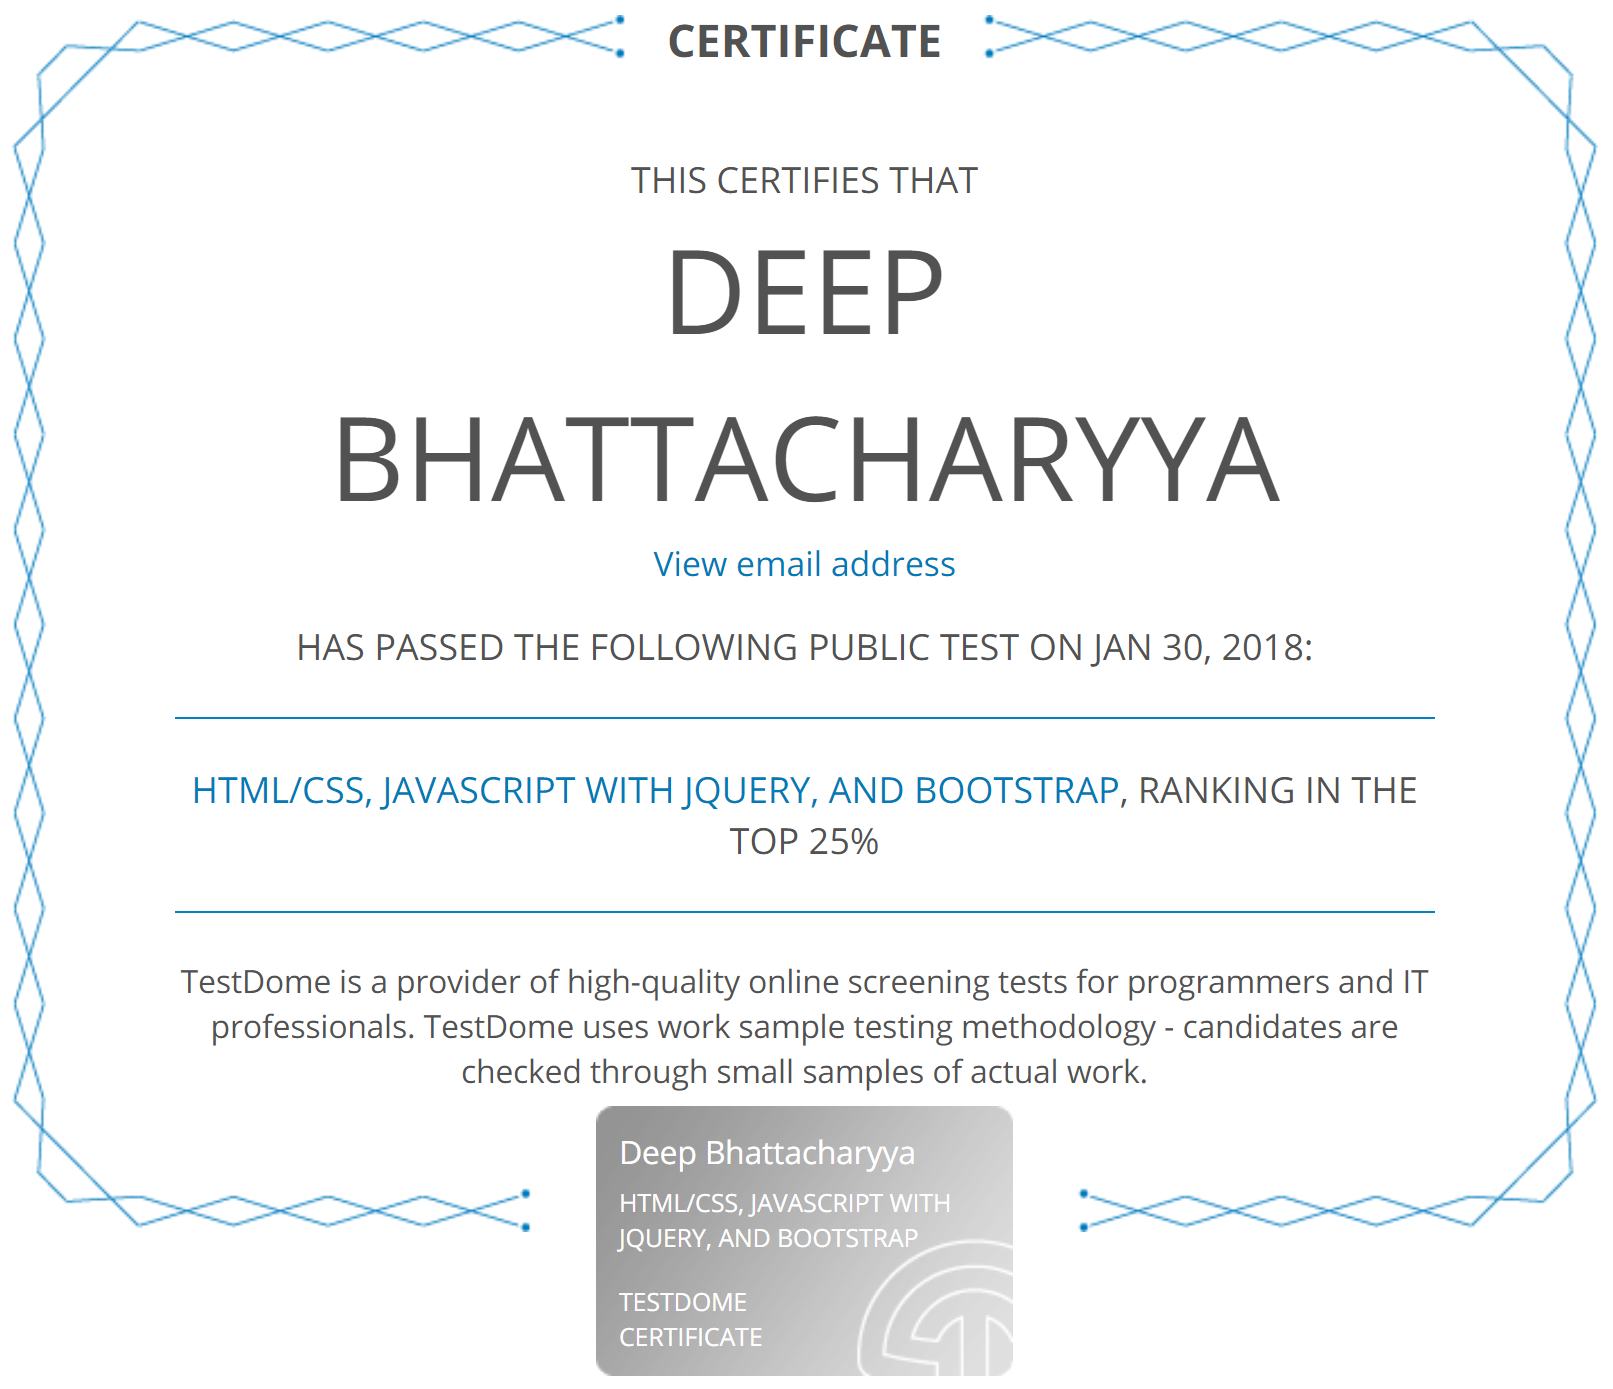 CERTIFICATE
THIS CERTIFIES THAT
DEEP
BHATTACHARYYA
View email address
HAS PASSED THE FOLLOWING PUBLIC TEST ON JAN 30, 2018:
HTML/CSS, JAVASCRIPT WITH JQUERY, AND BOOTSTRAP, RANKING IN THE
TOP 25%
TestDome is a provider of high-quality online screening tests for programmers and IT
professionals. TestDome uses work sample testing methodology - candidates are
checked through small samples of actual work.
Deep Bhattacharyya
HTML/CSS, JAVASCRIPT WITH
JQUERY, AND BOOTSTRAP
TESTDOME
CERTIFICATE